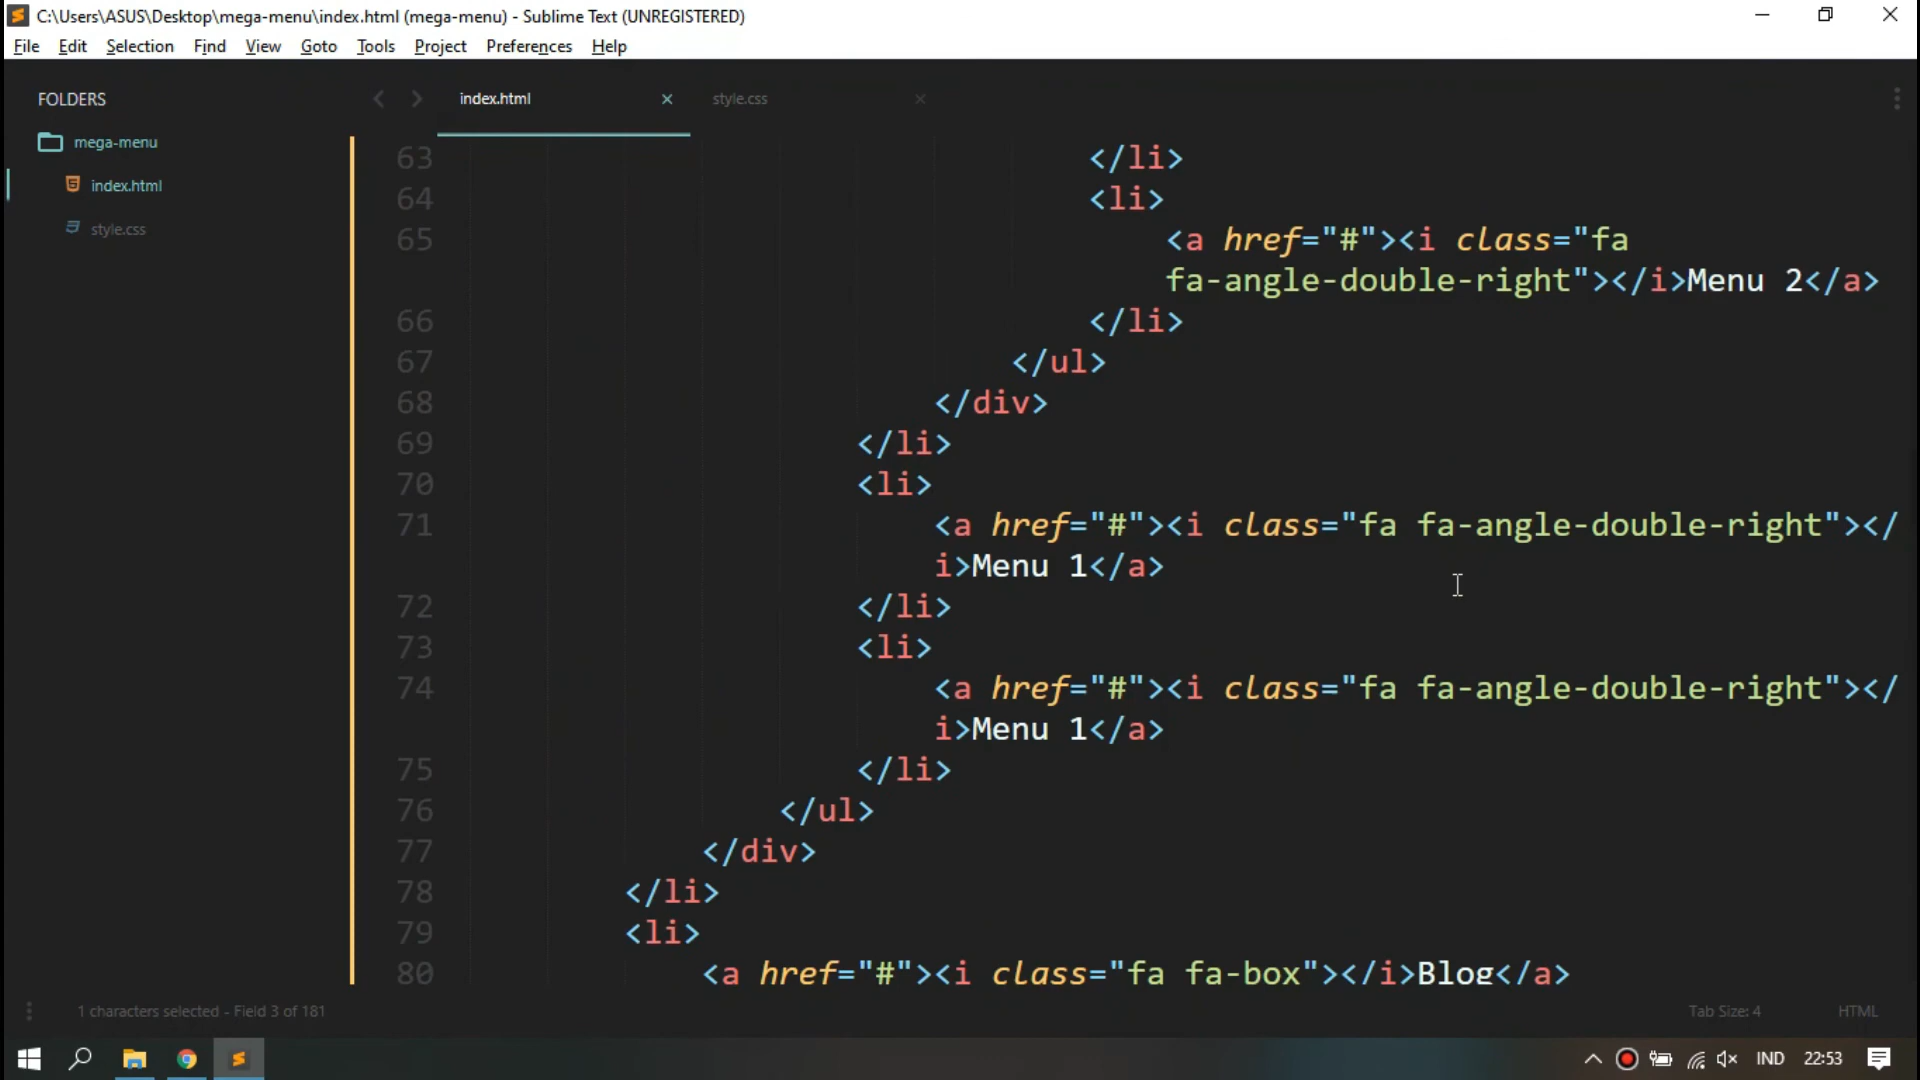 C:\Users\ASUS\Desktop\mega-menu\index.html (mega-menu) - Sublime Text (UNREGISTERED)
File Edit Selection Find View Goto Tools Project Preferences Help
FOLDERS
mega-menu
index.html
style.css
index.html style.css
63 </li>
64 <li>
65 <a href="#"><i class="fa
fa-angle-double-right"></i>Menu 2</a>
66 </li>
67 </ul>
68 </div>
69 </li>
70 <li>
71 <a href="#"><i class="fa fa-angle-double-right"></
i>Menu 1</a>
72 </li>
73 <li>
74 <a href="#"><i class="fa fa-angle-double-right"></
i>Menu 1</a>
75 </li>
76 </ul>
77 </div>
78 </li>
79 <li>
80 <a href="#"><i class="fa fa-box"></i>Blog</a>
1 characters selected - Field 3 of 181 Tab Size: 4 HTML
IND 22:53